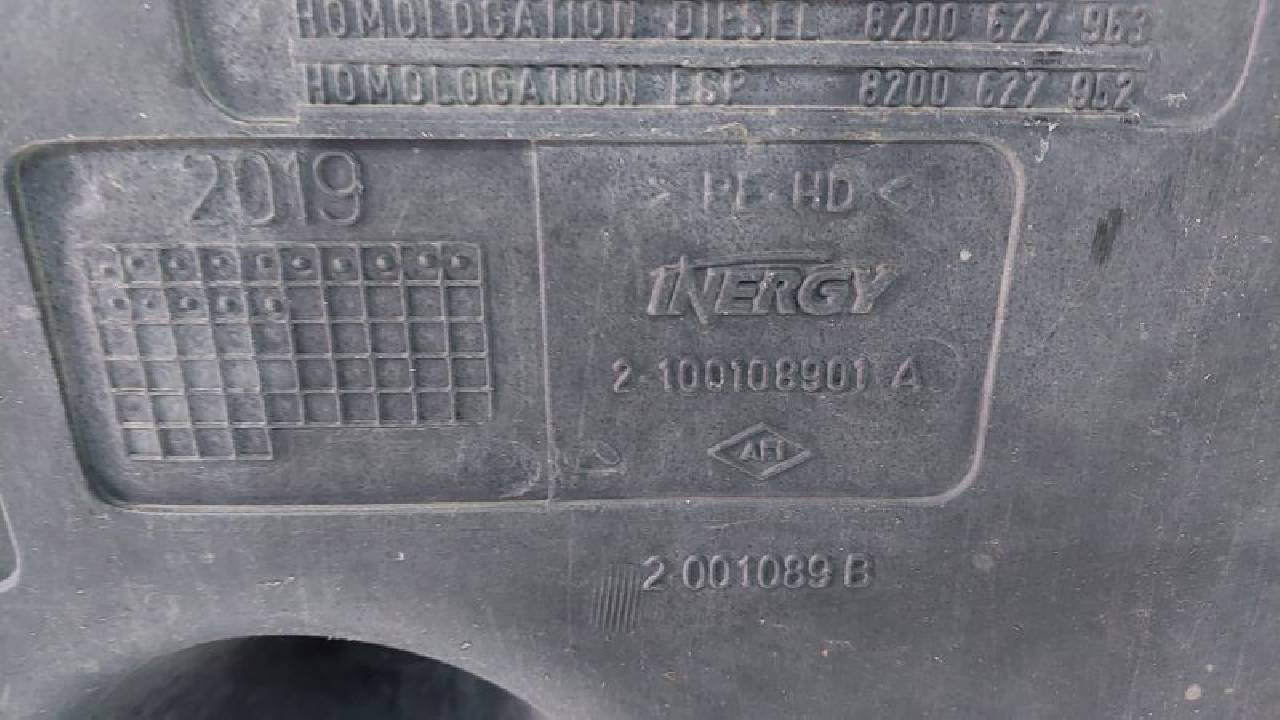 HOMOLOGATION DIESEL 8200 627 963
HOMOLOGATION ESP 8200 627 962
2019
> PE-HD <
INERGY
2-100108901 A
AFI
2 001089 B